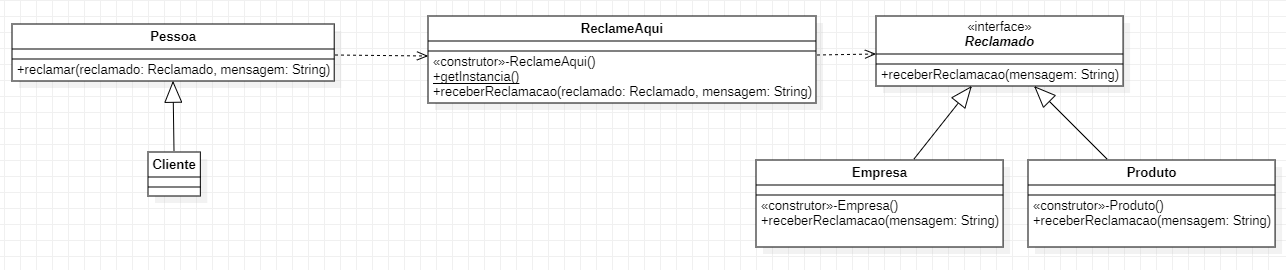 Pessoa
+reclamar(reclamado: Reclamado, mensagem: String)
Cliente
ReclameAqui
«construtor»-ReclameAqui()
+getInstancia()
+receberReclamacao(reclamado: Reclamado, mensagem: String)
«interface»
Reclamado
+receberReclamacao(mensagem: String)
Empresa
«construtor»-Empresa()
+receberReclamacao(mensagem: String)
Produto
«construtor»-Produto()
+receberReclamacao(mensagem: String)